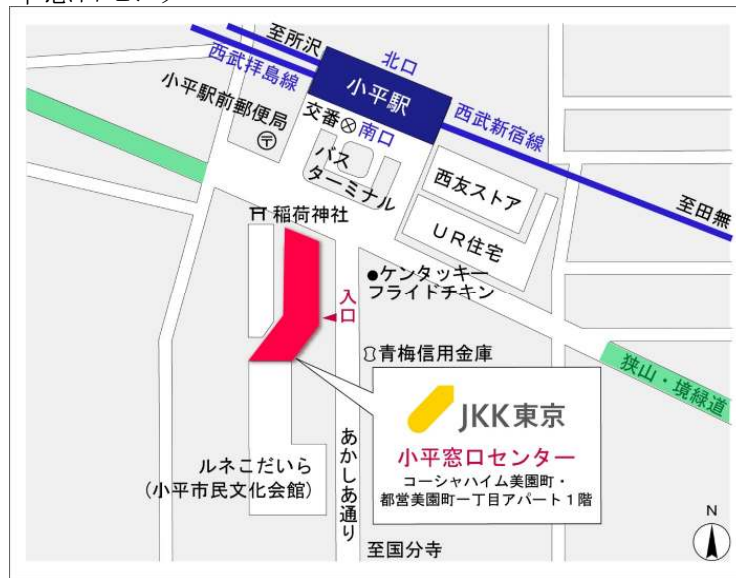 至所沢
北口
西武拝島線
小平駅
小平駅前郵便局
交番
南口
西武新宿線
バス
ターミナル
西友ストア
至田無
UR住宅
稲荷神社
ケンタッキー
フライドチキン
入口
青梅信用金庫
狭山・境緑道
JKK東京
小平窓口センター
コーシャハイム美園町・
都営美園町一丁目アパート1階
あかしあ通り
ルネこだいら
(小平市民文化会館)
至国分寺
N